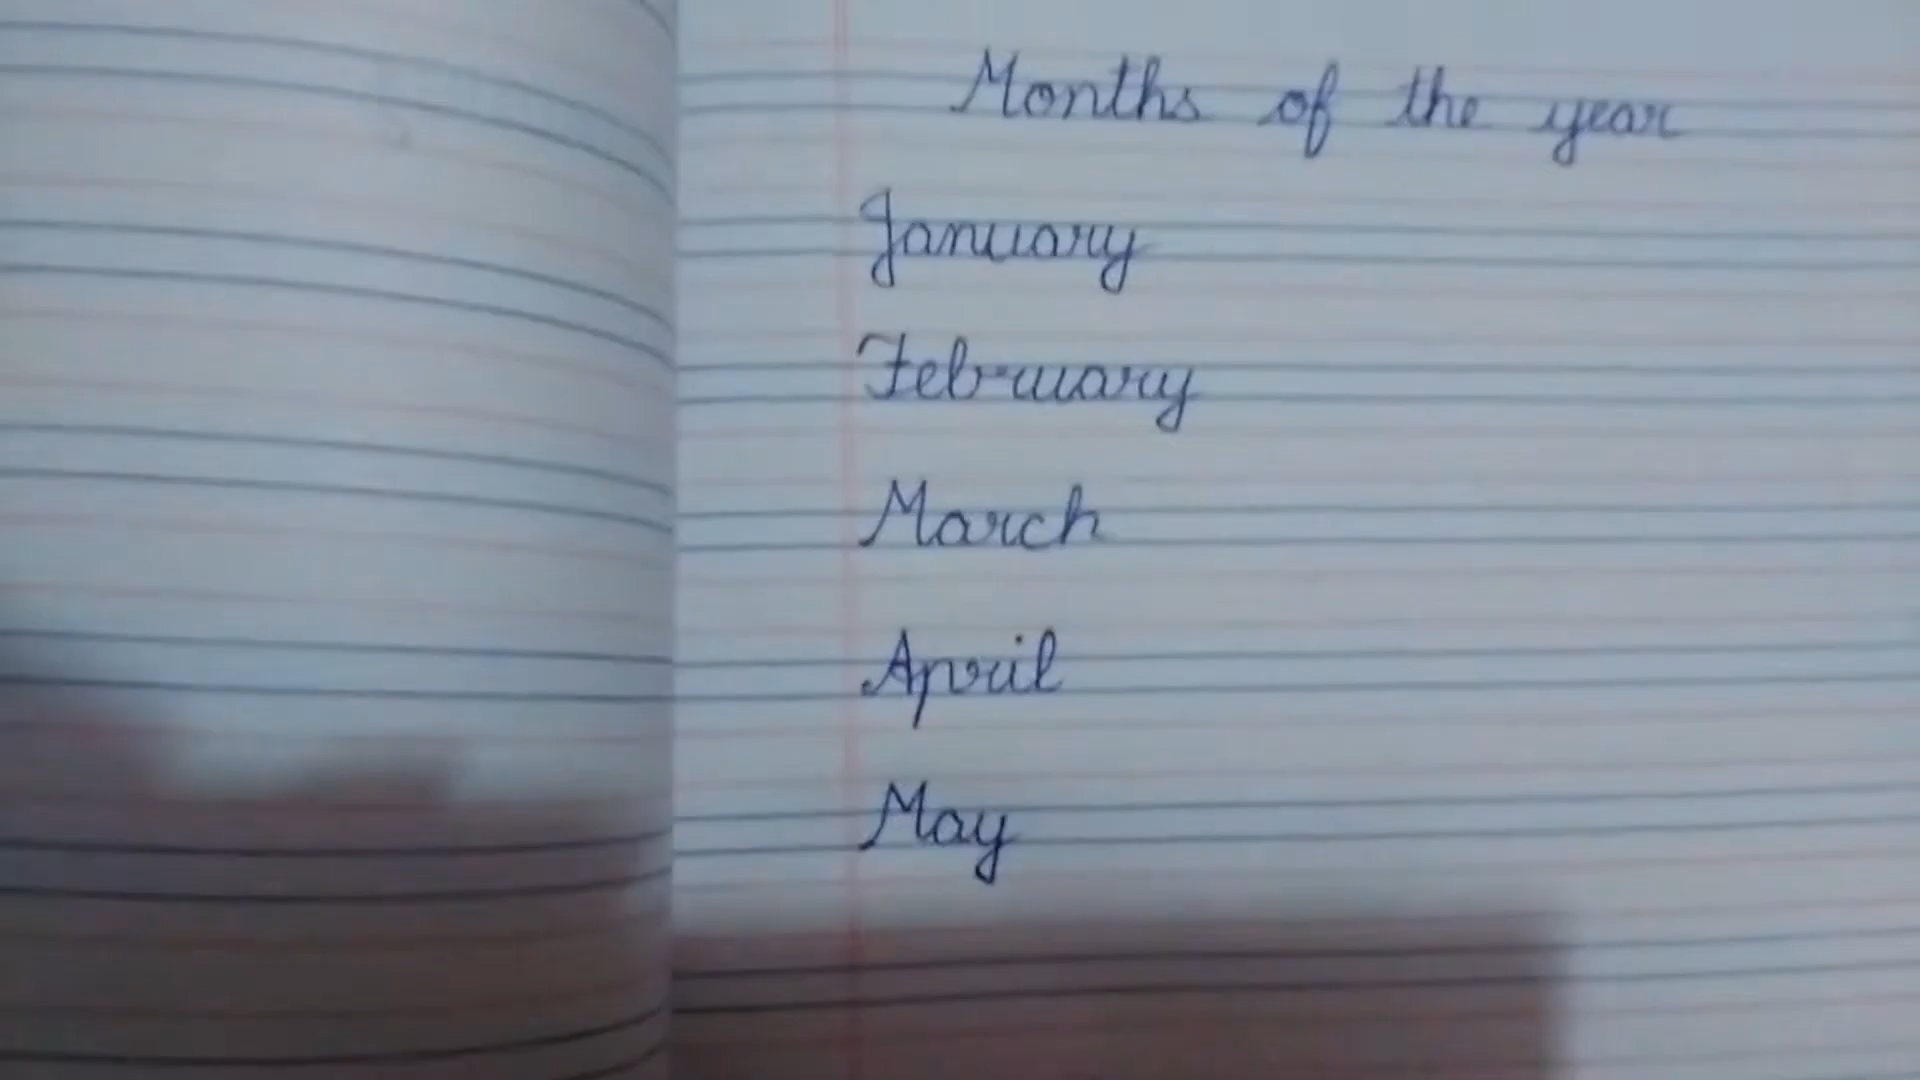 Months of the year
January
February
March
April
May